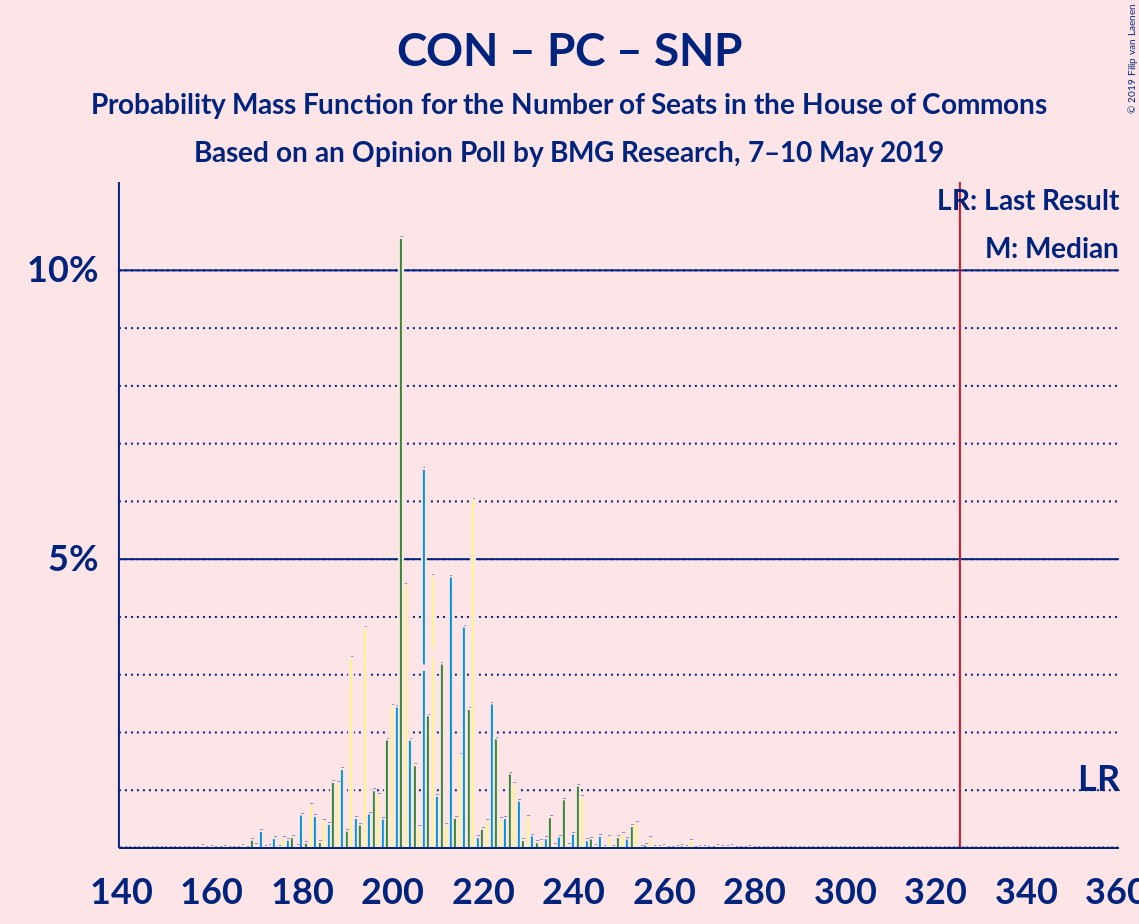 CON – PC – SNP
Probability Mass Function for the Number of Seats in the House of Commons
Based on an Opinion Poll by BMG Research, 7–10 May 2019
© 2019 Filip van Laenen
LR: Last Result
M: Median
10%
5%
LR
140 160 180 200 220 240 260 280 300 320 340 360